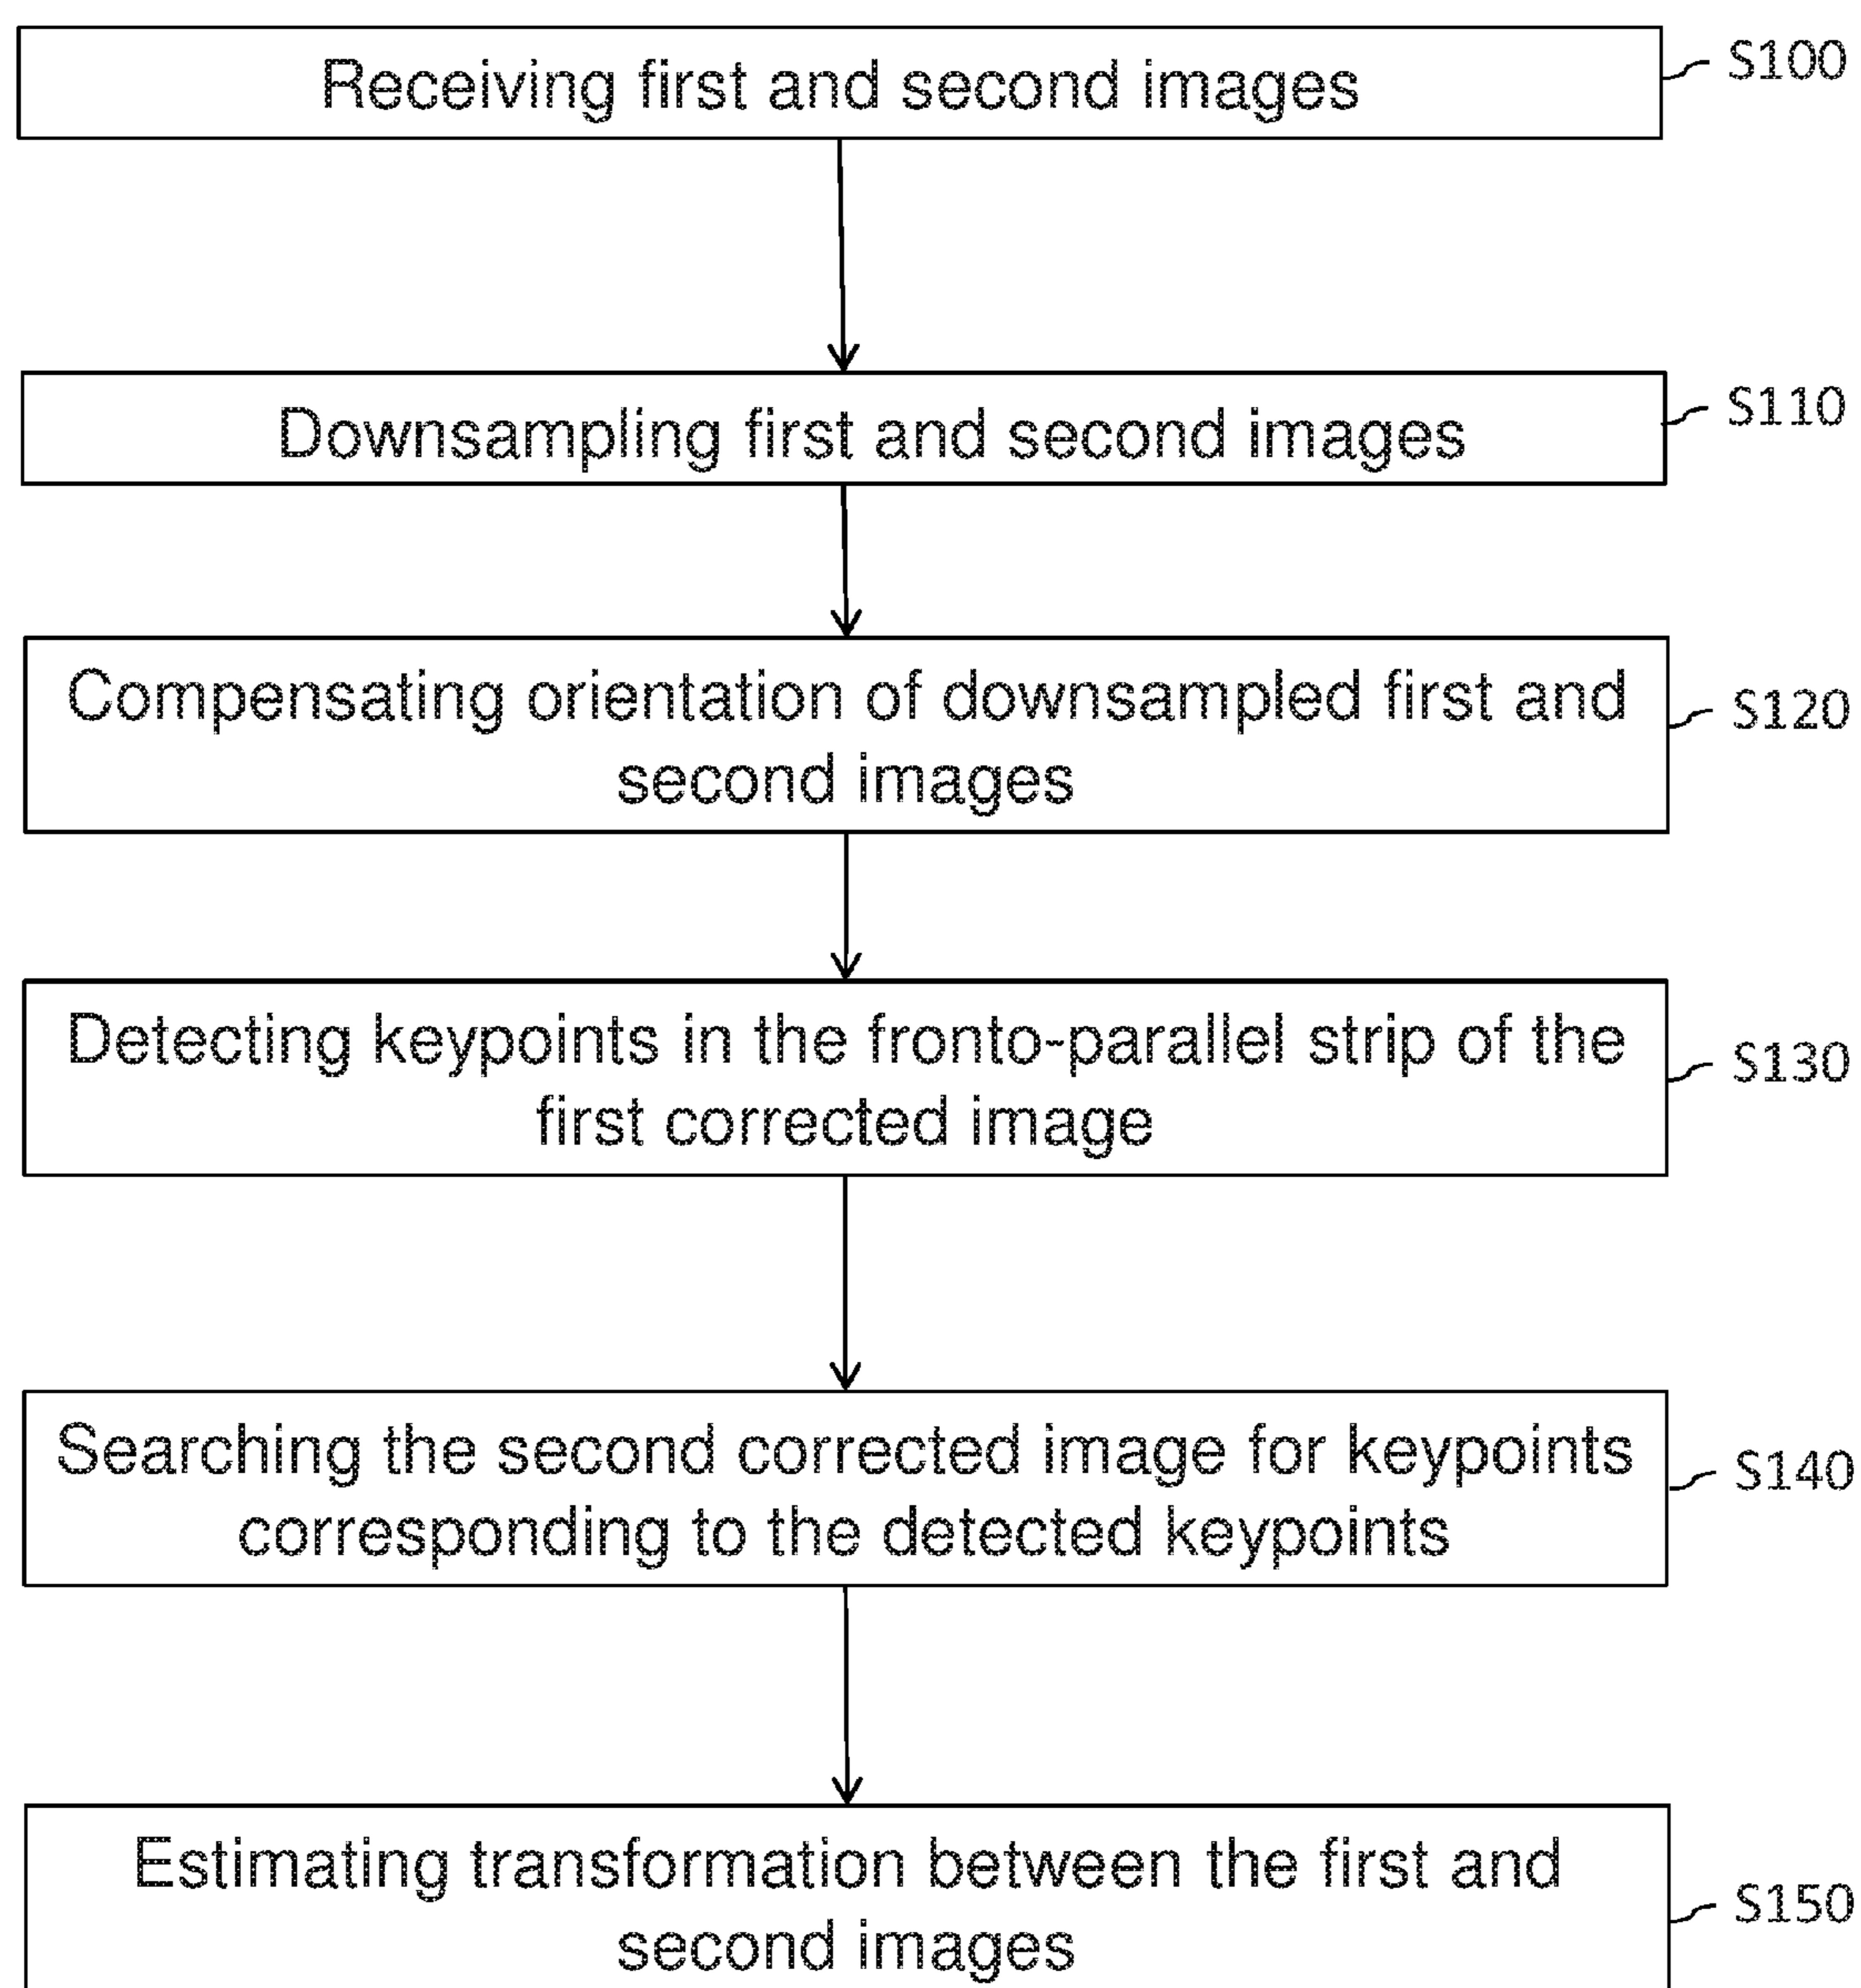 Receiving first and second images
S100
Downsampling first and second images
S110
Compensating orientation of downsampled first and
second images
S120
Detecting keypoints in the fronto-parallel strip of the
first corrected image
S130
Searching the second corrected image for keypoints
corresponding to the detected keypoints
S140
Estimating transformation between the first and
second images
S150